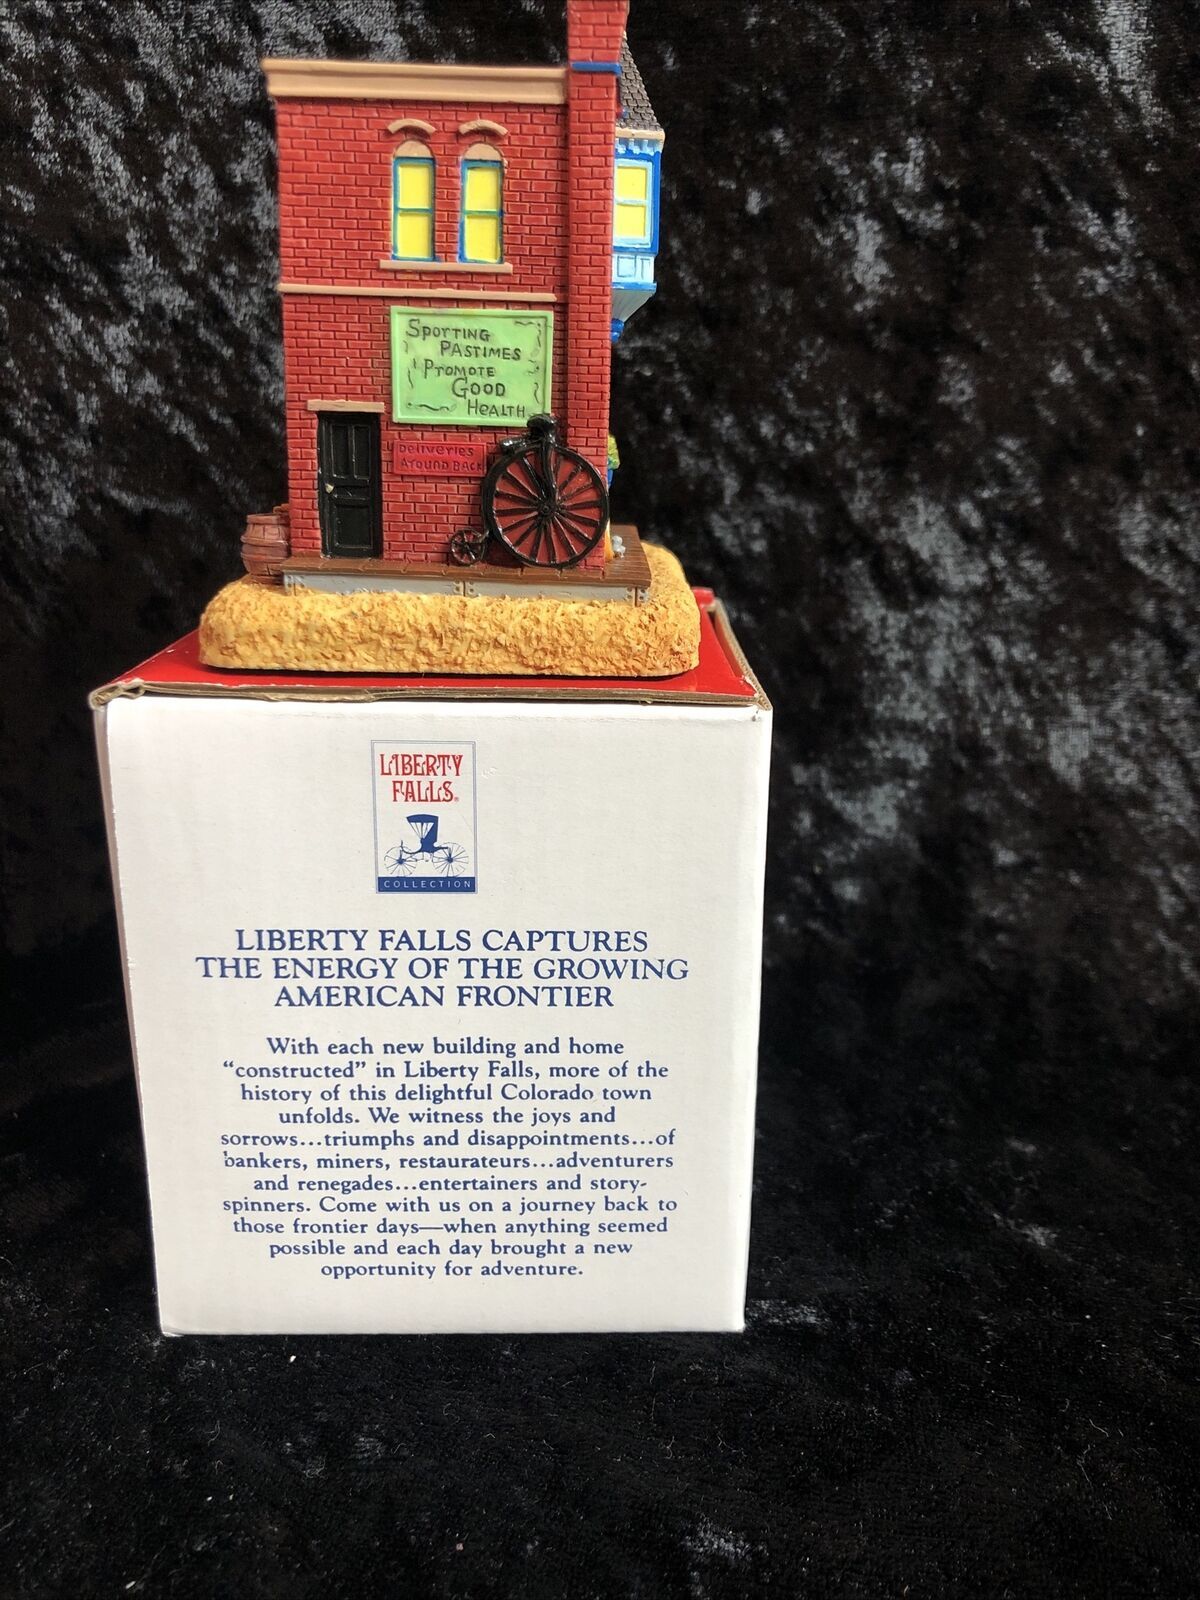 Sporting
Pastimes
Promote
Good
Health
Deliveries
Around Back
LIBERTY
FALLS®
COLLECTION
LIBERTY FALLS CAPTURES
THE ENERGY OF THE GROWING
AMERICAN FRONTIER
With each new building and home
“constructed” in Liberty Falls, more of the
history of this delightful Colorado town
unfolds. We witness the joys and
sorrows...triumphs and disappointments...of
bankers, miners, restaurateurs...adventurers
and renegades...entertainers and story-
spinners. Come with us on a journey back to
those frontier days—when anything seemed
possible and each day brought a new
opportunity for adventure.